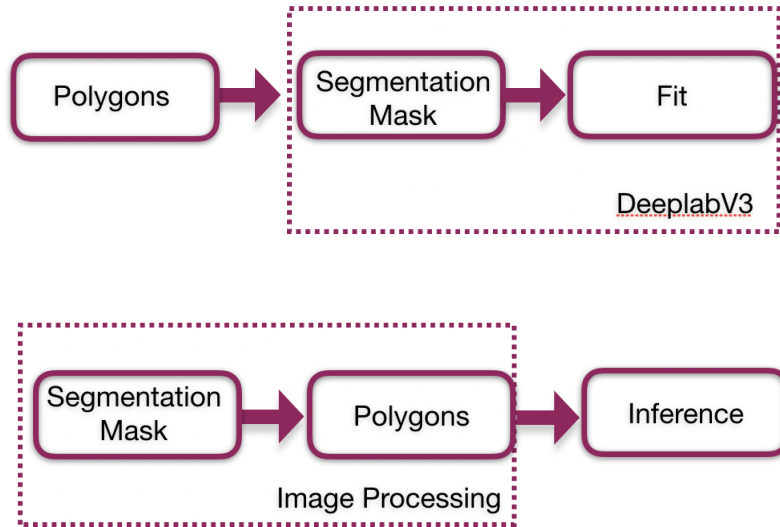 Polygons
Segmentation
Mask
Fit
DeeplabV3
Segmentation
Mask
Polygons
Inference
Image Processing